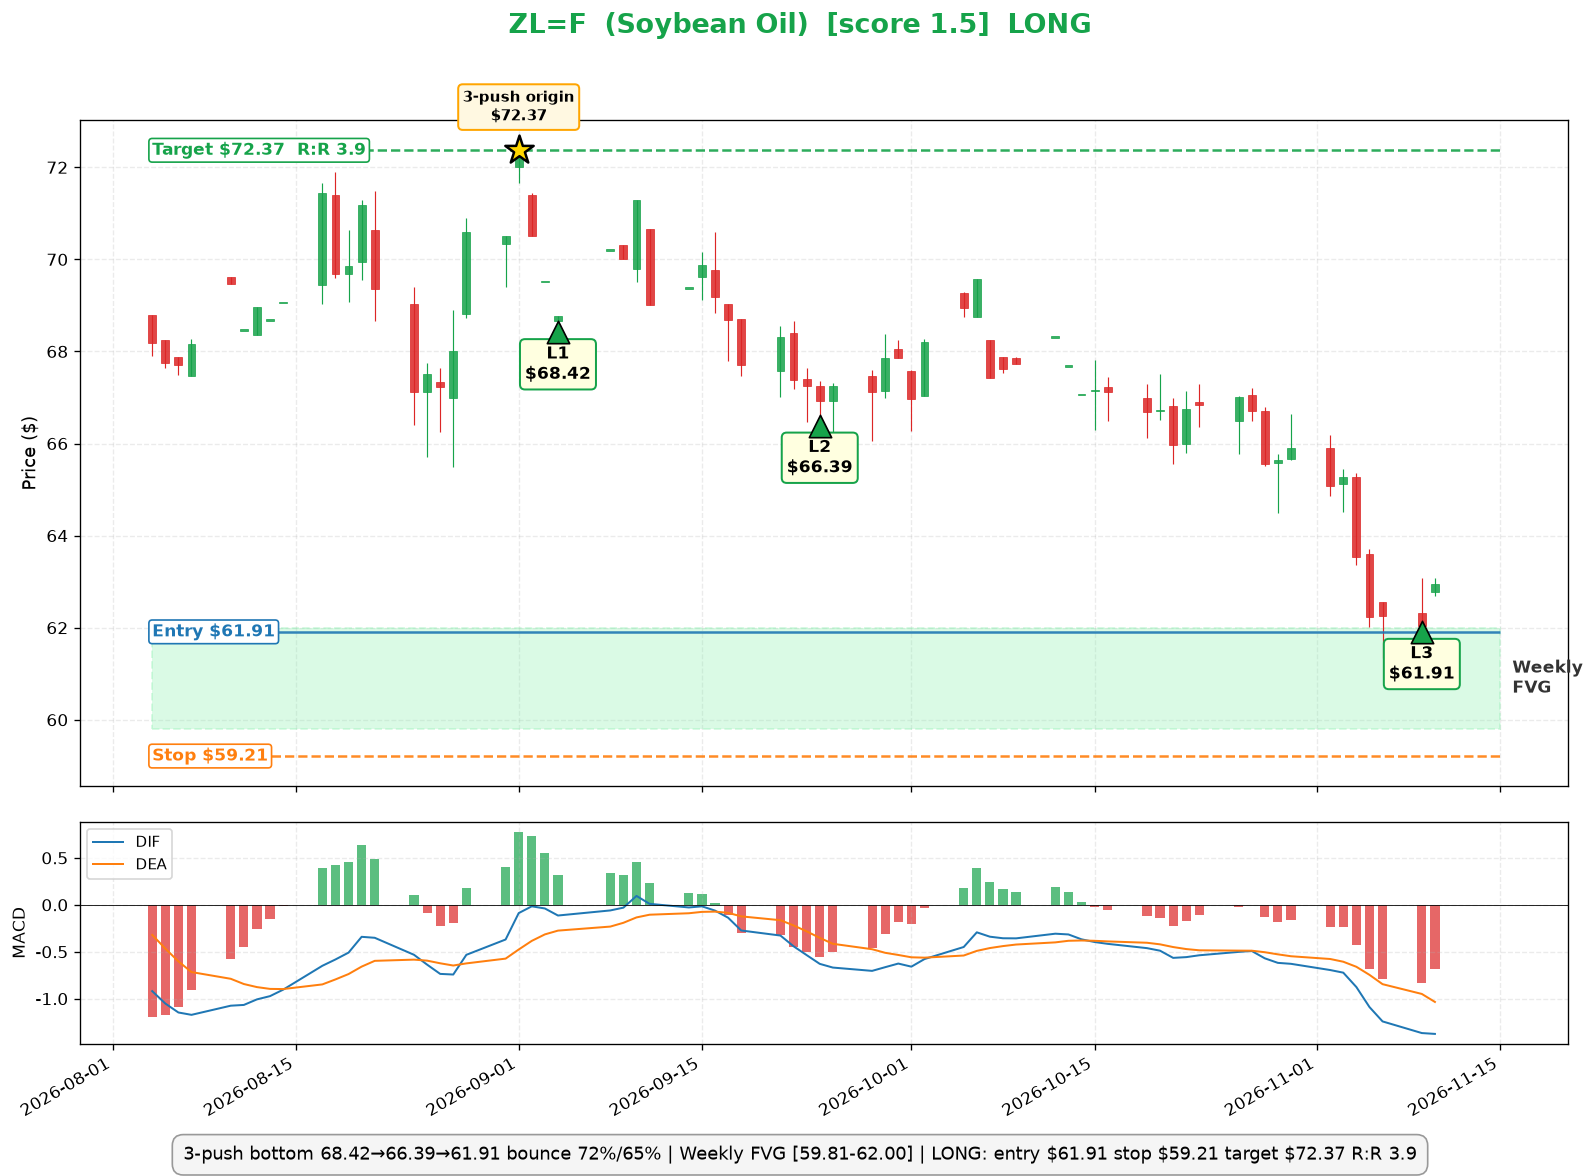 ZL=F  (Soybean Oil)  [score 1.5]  LONG
3-push origin
$72.37
Target $72.37  R:R 3.9
72
70
68
66
64
62
60
Price ($)
L1
$68.42
L2
$66.39
Entry $61.91
L3
$61.91
Weekly
FVG
Stop $59.21
DIF
DEA
0.5
0.0
-0.5
-1.0
MACD
2026-08-01
2026-08-15
2026-09-01
2026-09-15
2026-10-01
2026-10-15
2026-11-01
2026-11-15
3-push bottom 68.42→66.39→61.91 bounce 72%/65% | Weekly FVG [59.81-62.00] | LONG: entry $61.91 stop $59.21 target $72.37 R:R 3.9